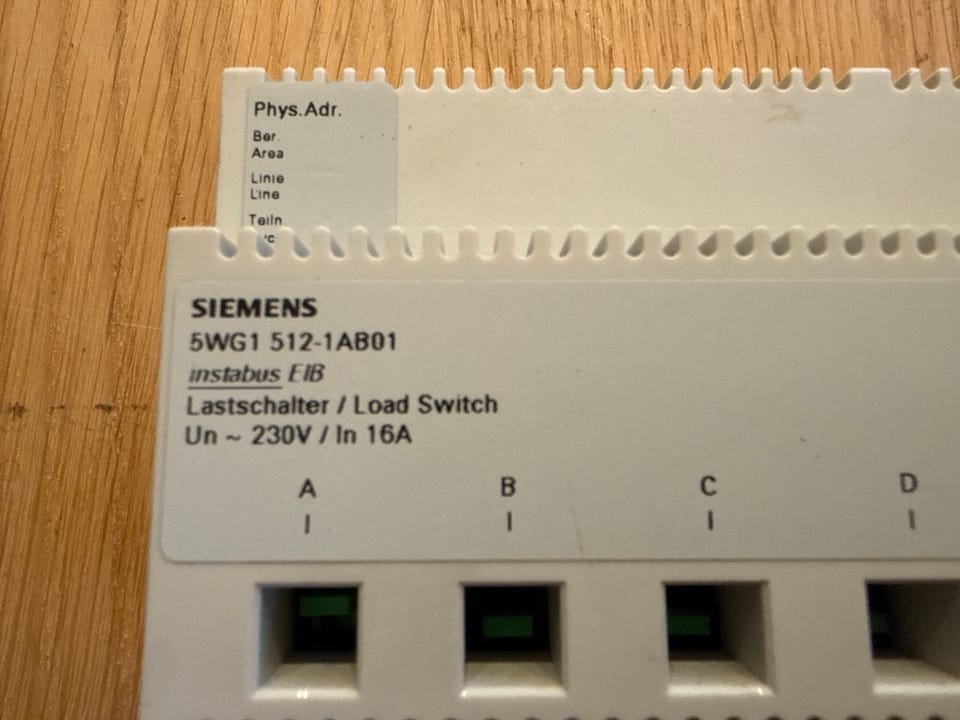 Phys.Adr.
Ber.
Area
Linie
Line
Teiln
SIEMENS
5WG1 512-1AB01
instabus EIB
Lastschalter / Load Switch
Un ~ 230V / In 16A
A B C D
I I I I